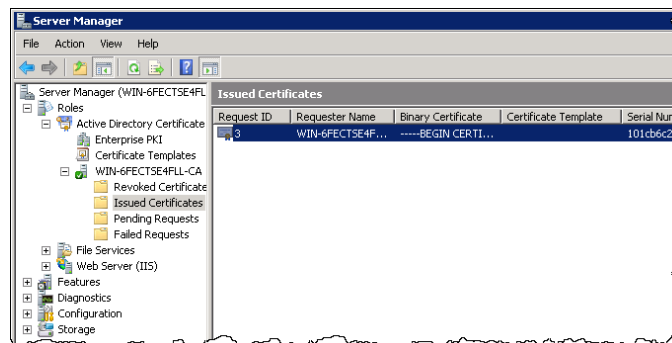 Server Manager
File Action View Help
Server Manager (WIN-6FECTSE4FL
Roles
Active Directory Certificate
Enterprise PKI
Certificate Templates
WIN-6FECTSE4FLL-CA
Revoked Certificate
Issued Certificates
Pending Requests
Failed Requests
File Services
Web Server (IIS)
Features
Diagnostics
Configuration
Storage
Issued Certificates
Request ID Requester Name Binary Certificate Certificate Template Serial Num
3 WIN-6FECTSE4F... -----BEGIN CERTI... 101cb6c2